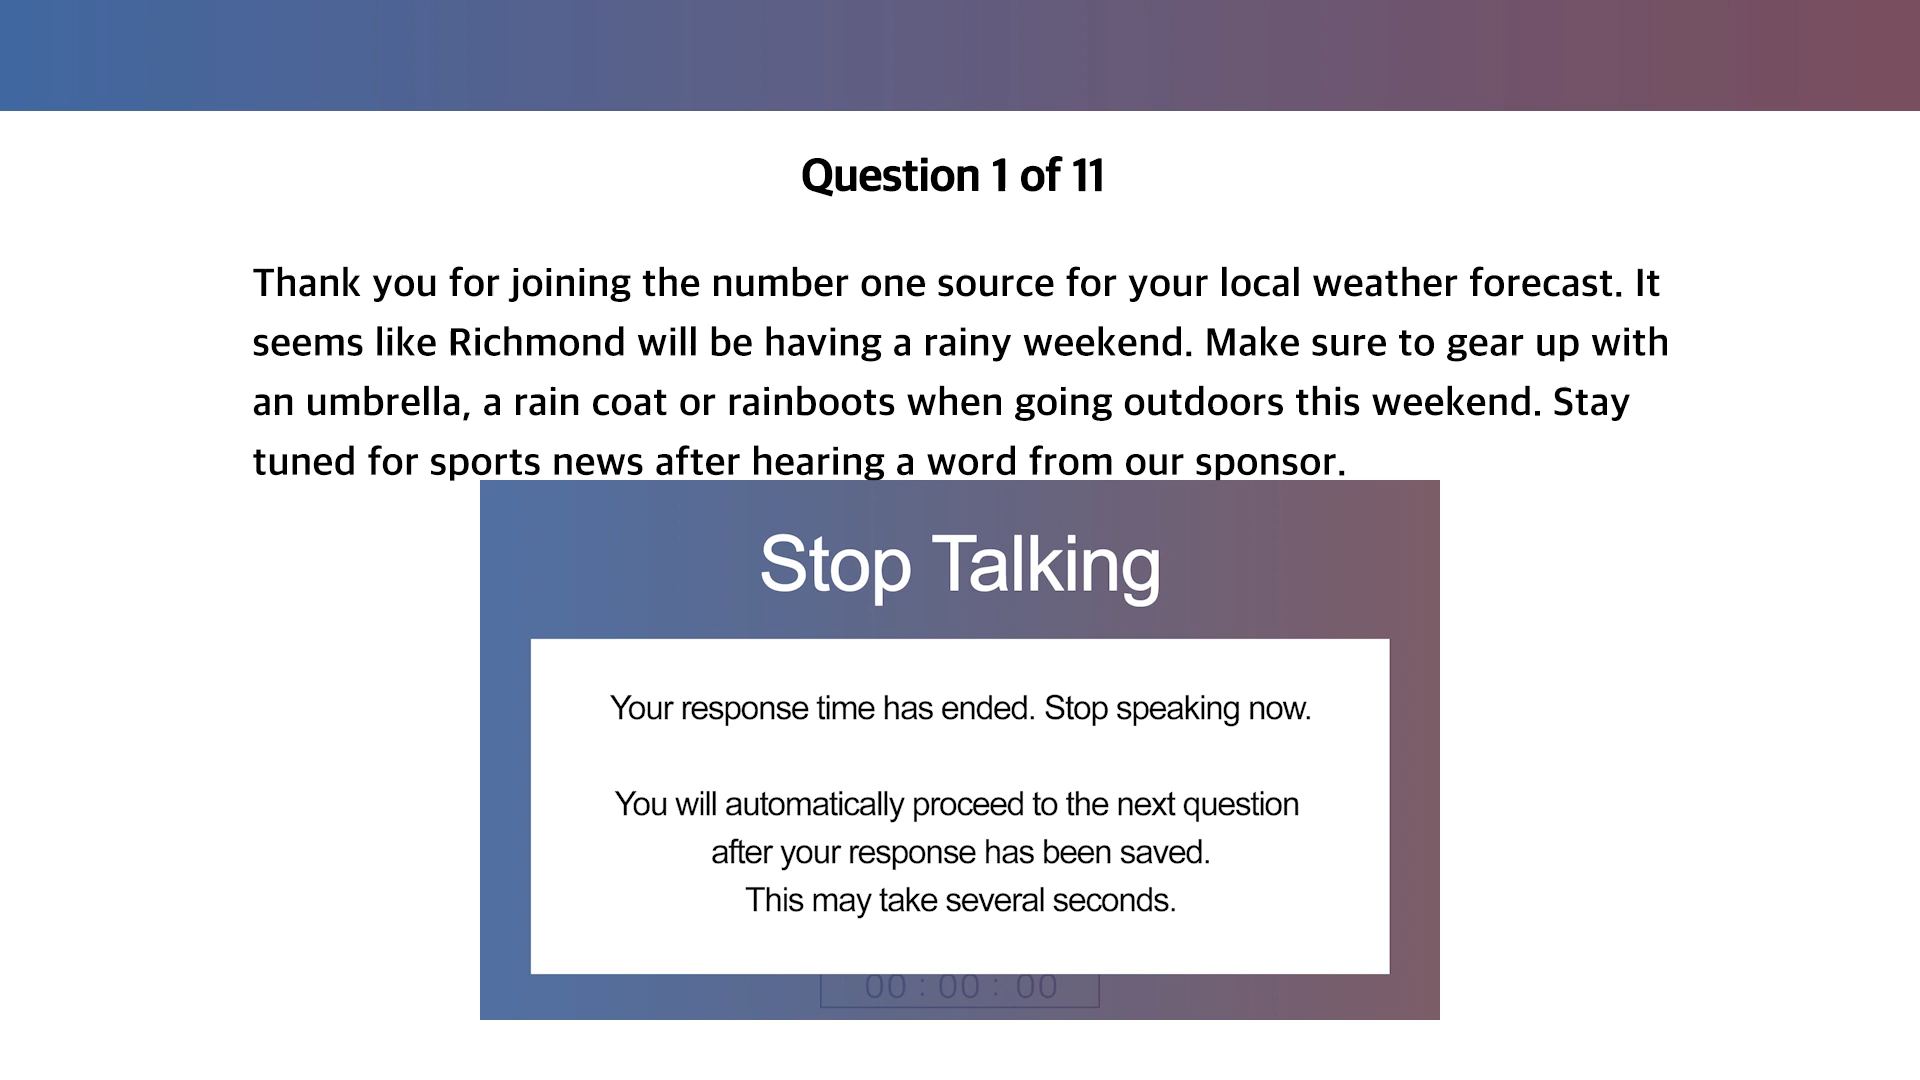 Question 1 of 11
Thank you for joining the number one source for your local weather forecast. It
seems like Richmond will be having a rainy weekend. Make sure to gear up with
an umbrella, a rain coat or rainboots when going outdoors this weekend. Stay
tuned for sports news after hearing a word from our sponsor.
Stop Talking
Your response time has ended. Stop speaking now.
You will automatically proceed to the next question
after your response has been saved.
This may take several seconds.
00 : 00 : 00